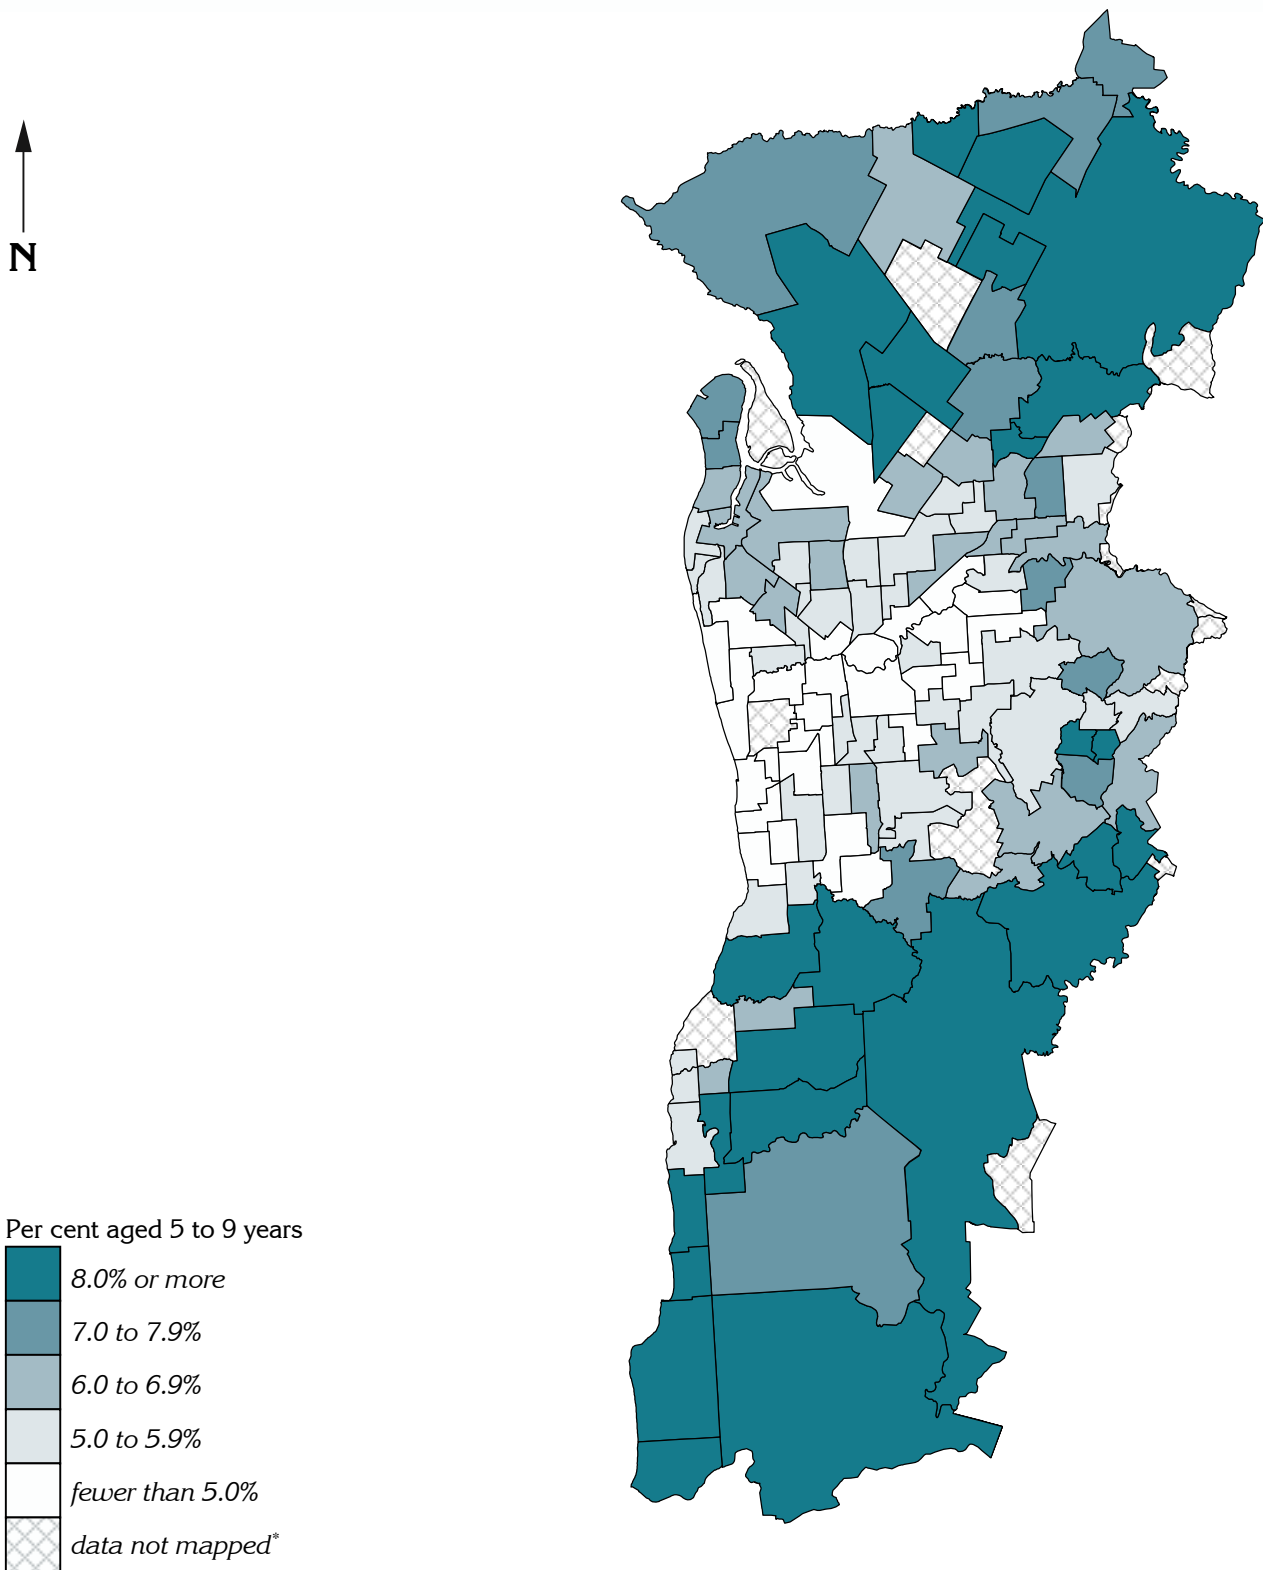 N
Per cent aged 5 to 9 years
8.0% or more
7.0 to 7.9%
6.0 to 6.9%
5.0 to 5.9%
fewer than 5.0%
data not mapped*